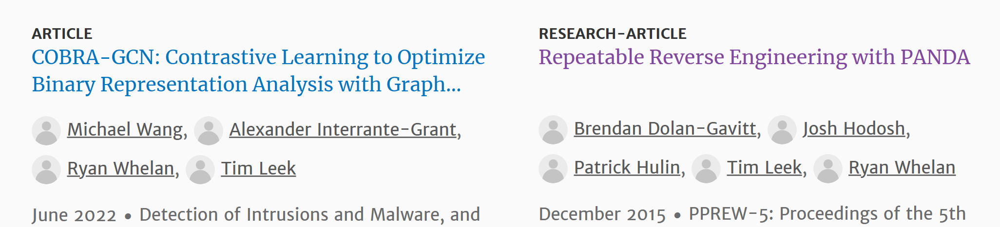 ARTICLE
COBRA-GCN: Contrastive Learning to Optimize
Binary Representation Analysis with Graph...
Michael Wang, Alexander Interrante-Grant,
Ryan Whelan, Tim Leek
June 2022 • Detection of Intrusions and Malware, and
RESEARCH-ARTICLE
Repeatable Reverse Engineering with PANDA
Brendan Dolan-Gavitt, Josh Hodosh,
Patrick Hulin, Tim Leek, Ryan Whelan
December 2015 • PPREW-5: Proceedings of the 5th